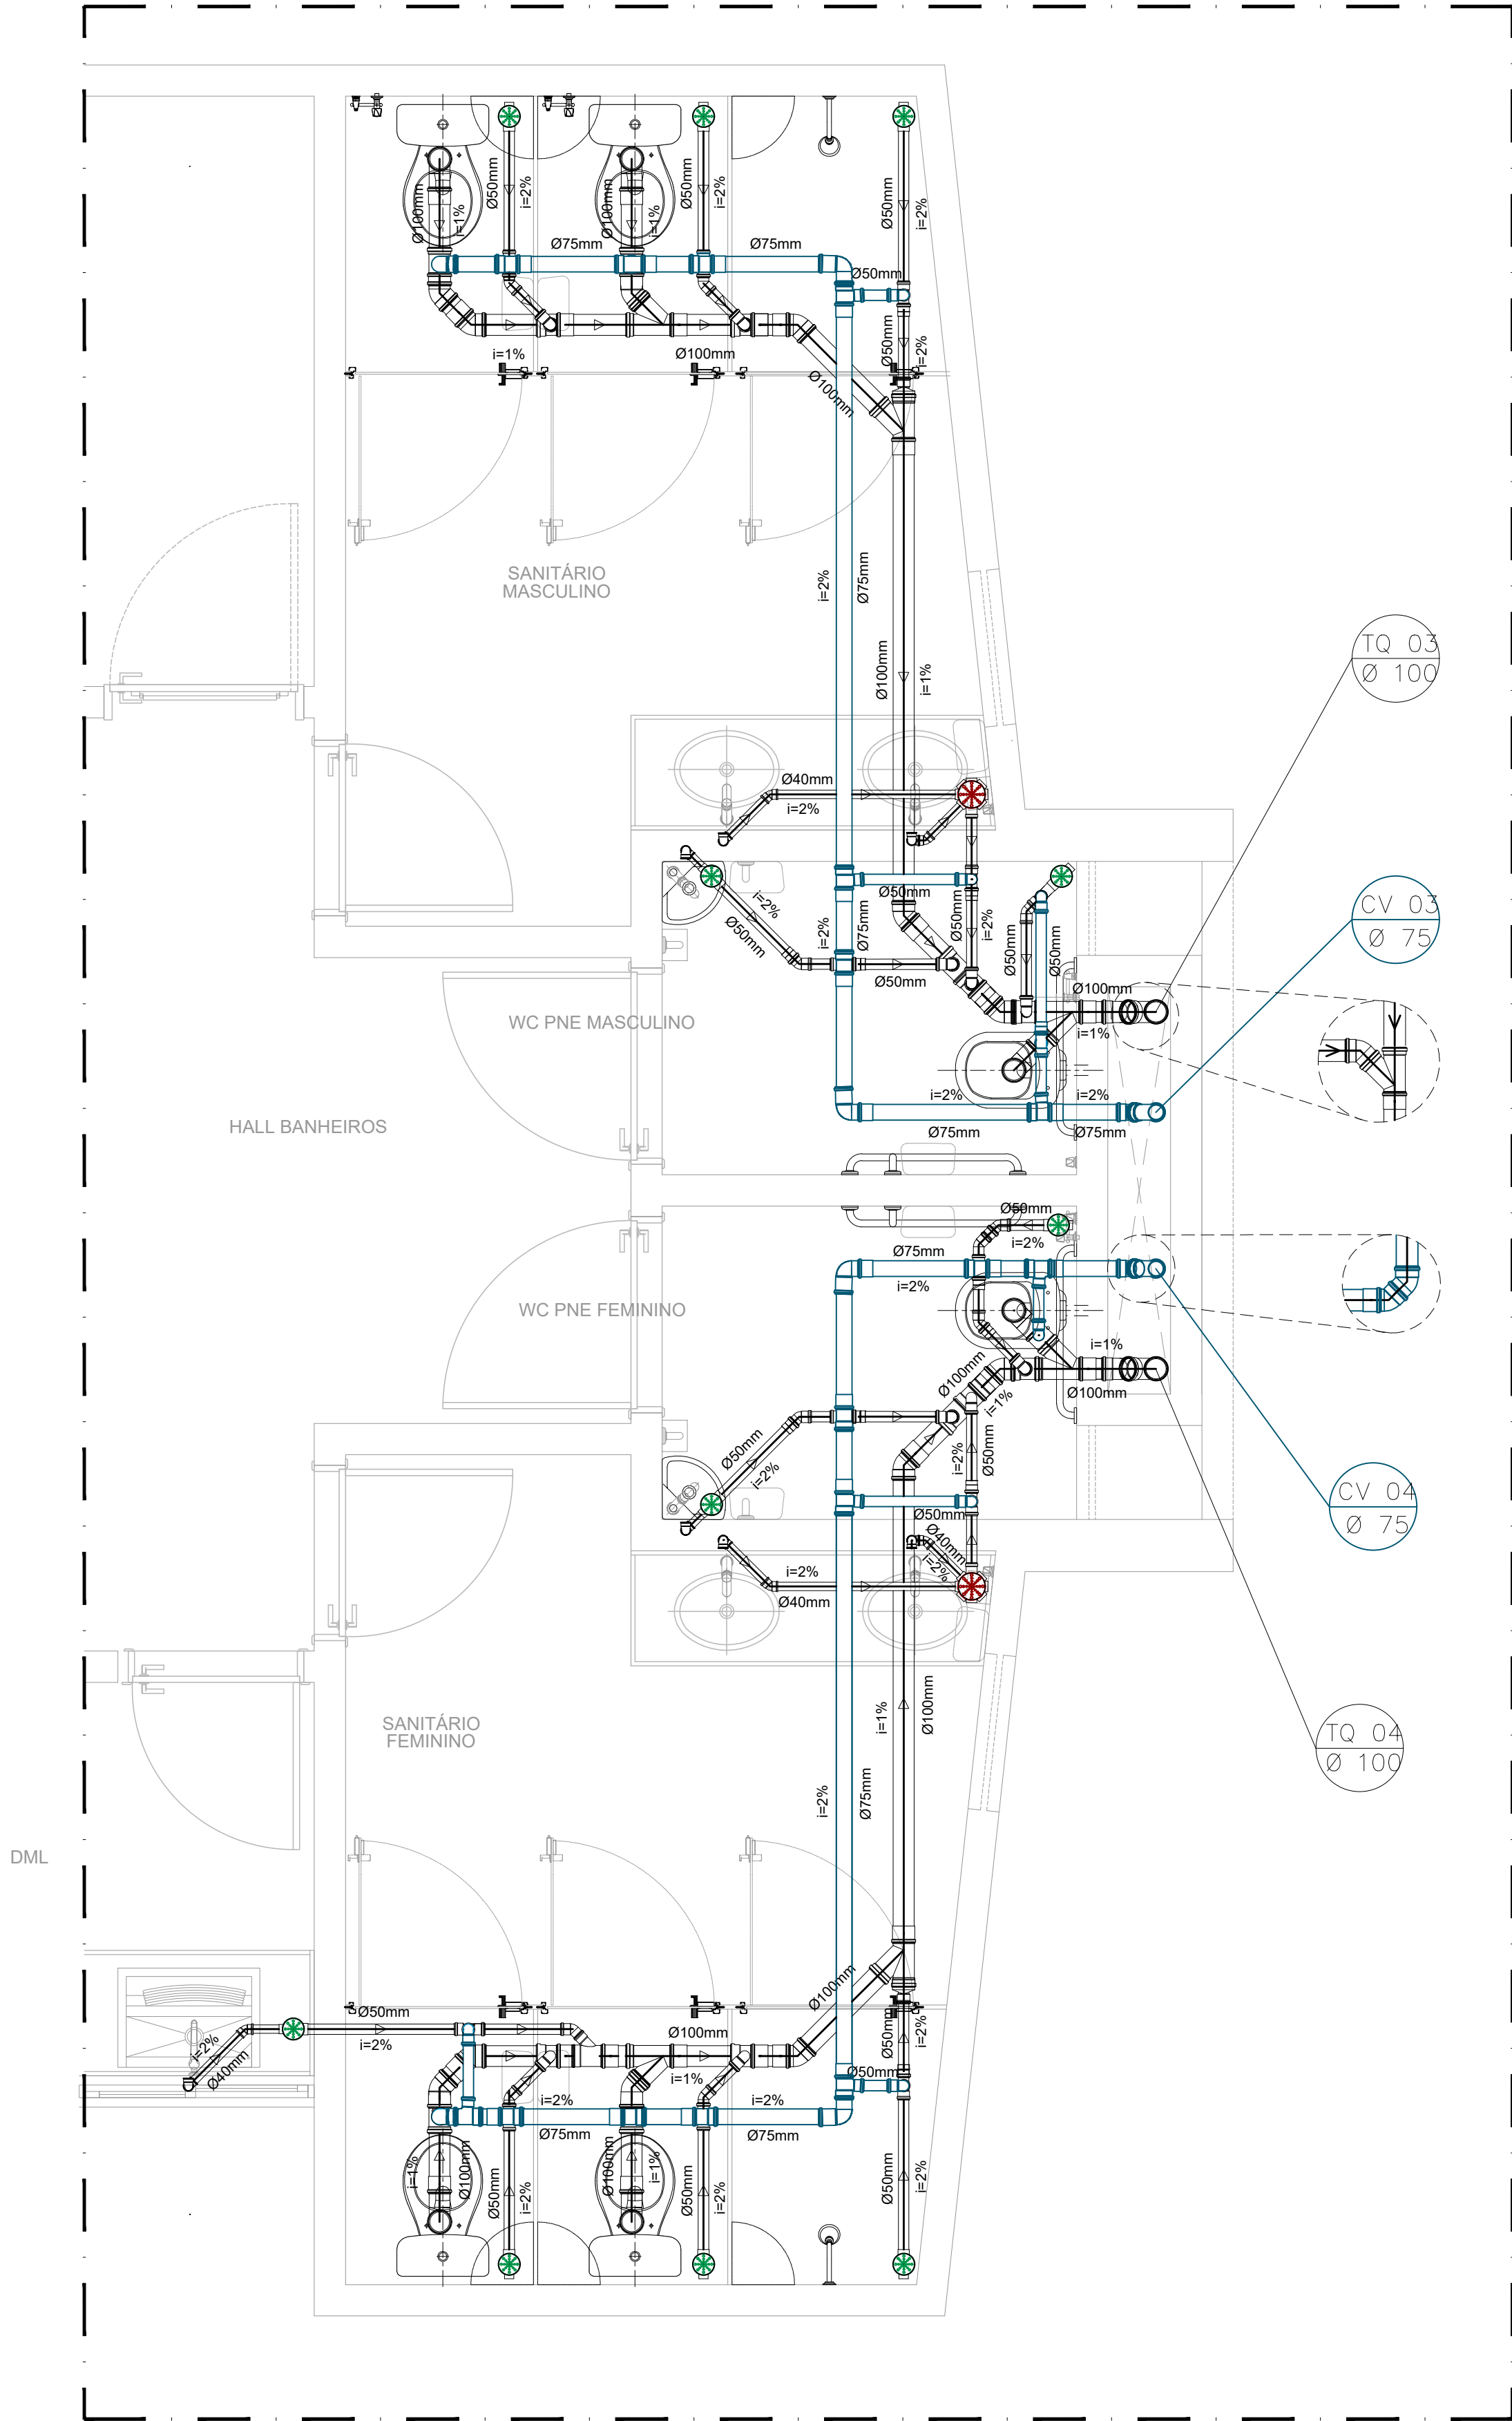 Ø100mm
i=1%
Ø50mm
i=2%
Ø100mm
i=1%
Ø50mm
i=2%
Ø50mm
i=2%
Ø75mm
Ø75mm
Ø50mm
Ø50mm
i=2%
i=1%
Ø100mm
Ø100mm
SANITÁRIO
MASCULINO
i=2%
Ø75mm
Ø100mm
i=1%
TQ 03
Ø 100
Ø40mm
i=2%
i=2%
Ø50mm
i=2%
Ø75mm
Ø50mm
Ø50mm
i=2%
Ø50mm
Ø50mm
Ø50mm
CV 03
Ø 75
Ø100mm
i=1%
WC PNE MASCULINO
i=2%
i=2%
Ø75mm
Ø75mm
HALL BANHEIROS
Ø50mm
i=2%
Ø75mm
i=2%
WC PNE FEMININO
i=1%
Ø100mm
Ø100mm
i=1%
Ø50mm
i=2%
i=2%
Ø50mm
Ø50mm
CV 04
Ø 75
Ø40mm
i=2%
i=2%
Ø40mm
SANITÁRIO
FEMININO
i=1%
Ø100mm
TQ 04
Ø 100
i=2%
Ø75mm
DML
Ø100mm
Ø50mm
i=2%
i=2%
Ø40mm
Ø100mm
i=1%
Ø50mm
i=2%
Ø50mm
i=2%
i=2%
Ø75mm
Ø75mm
i=1%
Ø100mm
Ø50mm
i=2%
Ø100mm
i=1%
Ø50mm
i=2%
Ø50mm
i=2%